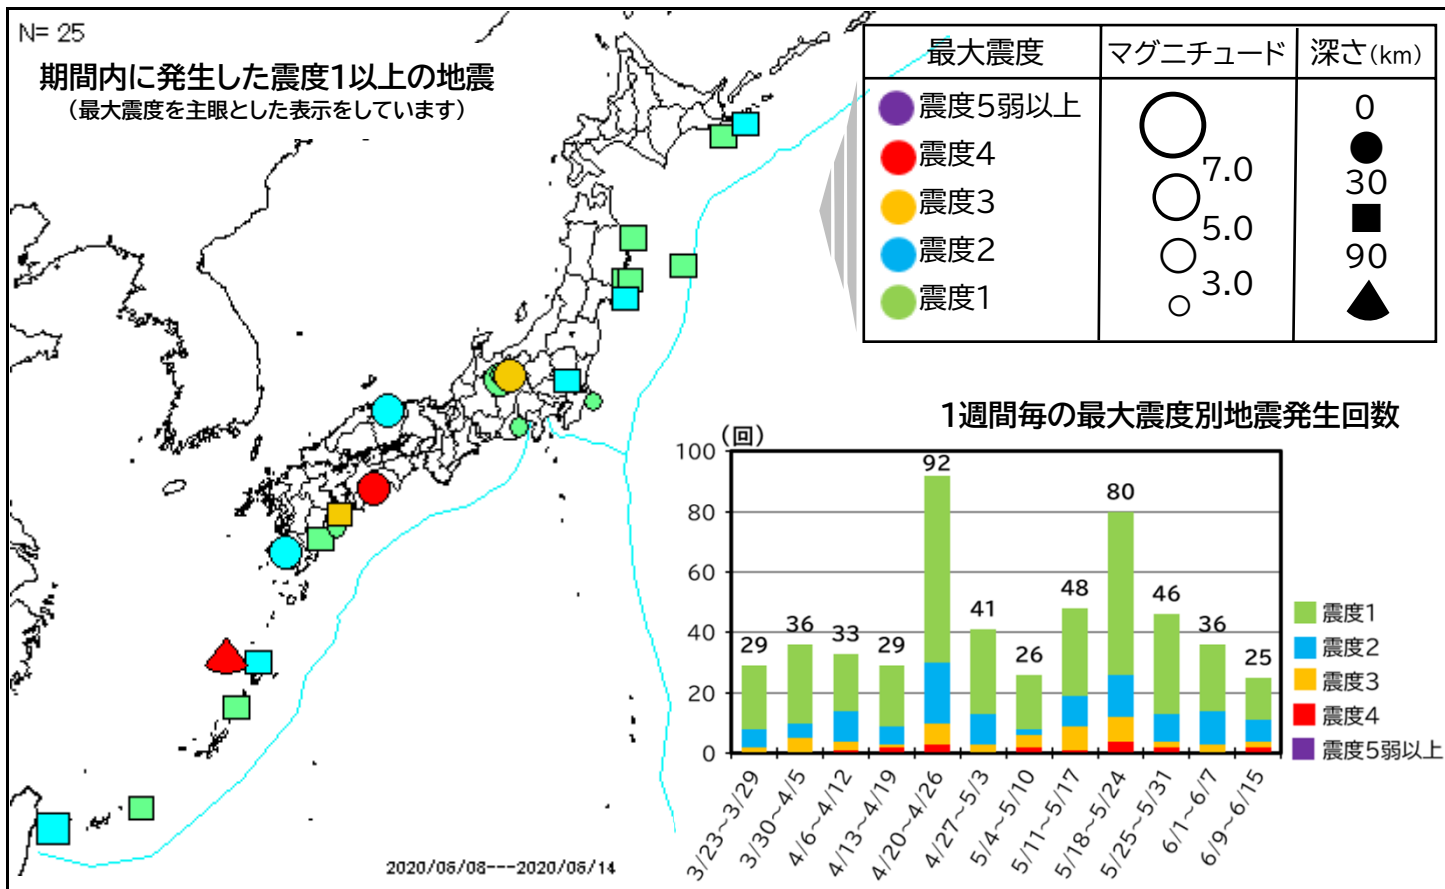 N= 25
期間内に発生した震度1以上の地震
（最大震度を主眼とした表示をしています）
最大震度
マグニチュード
深さ(km)
震度5弱以上
震度4
震度3
震度2
震度1
7.0
5.0
3.0
0
30
90
1週間毎の最大震度別地震発生回数
(回)
100
80
60
40
20
0
29
36
33
29
92
41
26
48
80
46
36
25
3/23～3/29
3/30～4/5
4/6～4/12
4/13～4/19
4/20～4/26
4/27～5/3
5/4～5/10
5/11～5/17
5/18～5/24
5/25～5/31
6/1～6/7
6/9～6/15
震度1
震度2
震度3
震度4
震度5弱以上
2020/06/08---2020/06/14